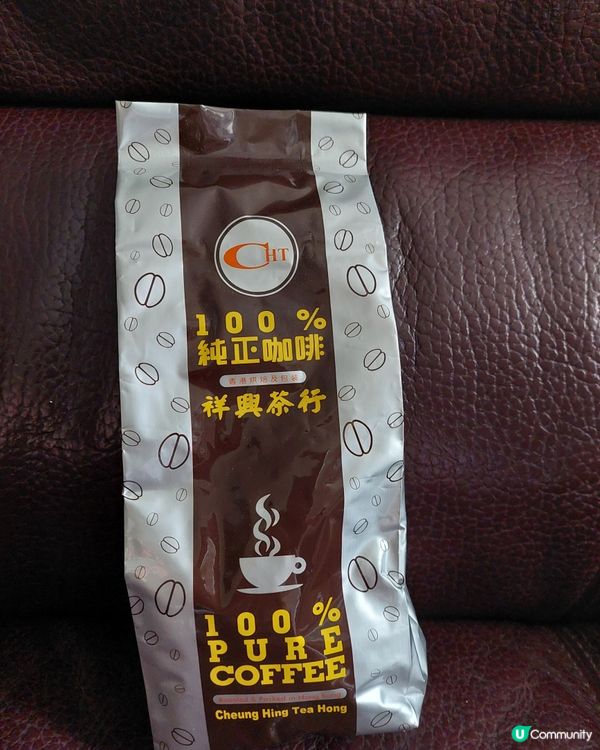 CHT
100%
純正咖啡
香港烘焙及包裝
祥興茶行
100%
PURE
COFFEE
Roasted & Packed in Hong Kong
Cheung Hing Tea Hong
U Community